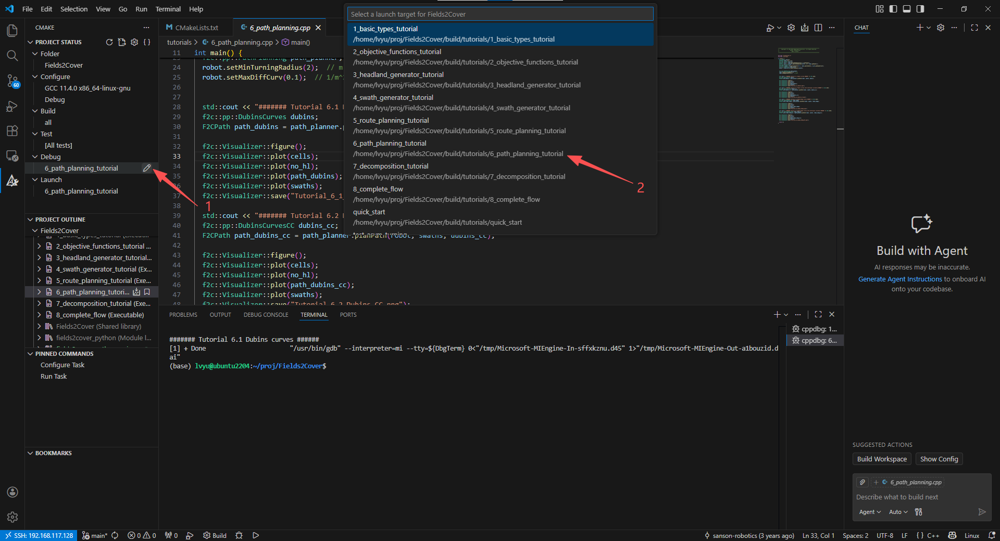 File Edit Selection View Go Run Terminal Help
CMAKE
PROJECT STATUS
Folder
Fields2Cover
Configure
GCC 11.4.0 x86_64-linux-gnu
Debug
Build
all
Test
[All tests]
Debug
6_path_planning_tutorial
Launch
6_path_planning_tutorial
1
PROJECT OUTLINE
Fields2Cover
2_objective_functions_tutorial ...
3_headland_generator_tutorial...
4_swath_generator_tutorial (Ex...
5_route_planning_tutorial (Exe...
6_path_planning_tutori...
7_decomposition_tutorial (Exe...
8_complete_flow (Executable)
Fields2Cover (Shared library)
fields2cover_python (Module l...
PINNED COMMANDS
Configure Task
Run Task
BOOKMARKS
60
CMakeLists.txt
6_path_planning.cpp
tutorials > 6_path_planning.cpp > main()
11 int main() {
24 robot.setMinTurningRadius(2); // m
25 robot.setMaxDiffCurv(0.1); // 1/m^
26
27
28 std::cout << "####### Tutorial 6.1
29 f2c::pp::DubinsCurves dubins;
30 F2CPath path_dubins = path_planner.
31
32 f2c::Visualizer::figure();
33 f2c::Visualizer::plot(cells);
34 f2c::Visualizer::plot(no_hl);
35 f2c::Visualizer::plot(path_dubins);
36 f2c::Visualizer::plot(swaths);
37 f2c::Visualizer::save("Tutorial_6_1_
38
39 std::cout << "####### Tutorial 6.2
40 f2c::pp::DubinsCurvesCC dubins_cc;
41 F2CPath path_dubins_cc = path_planner.planPath(robot, swaths, dubins_cc);
42
43 f2c::Visualizer::figure();
44 f2c::Visualizer::plot(cells);
45 f2c::Visualizer::plot(no_hl);
46 f2c::Visualizer::plot(path_dubins_cc);
47 f2c::Visualizer::plot(swaths);
48 f2c::Visualizer::save("Tutorial_6_2_Dubins_CC.png");
Select a launch target for Fields2Cover
1_basic_types_tutorial
/home/lvyu/proj/Fields2Cover/build/tutorials/1_basic_types_tutorial
2_objective_functions_tutorial
/home/lvyu/proj/Fields2Cover/build/tutorials/2_objective_functions_tutorial
3_headland_generator_tutorial
/home/lvyu/proj/Fields2Cover/build/tutorials/3_headland_generator_tutorial
4_swath_generator_tutorial
/home/lvyu/proj/Fields2Cover/build/tutorials/4_swath_generator_tutorial
5_route_planning_tutorial
/home/lvyu/proj/Fields2Cover/build/tutorials/5_route_planning_tutorial
6_path_planning_tutorial
/home/lvyu/proj/Fields2Cover/build/tutorials/6_path_planning_tutorial
7_decomposition_tutorial
/home/lvyu/proj/Fields2Cover/build/tutorials/7_decomposition_tutorial
8_complete_flow
/home/lvyu/proj/Fields2Cover/build/tutorials/8_complete_flow
quick_start
/home/lvyu/proj/Fields2Cover/build/tutorials/quick_start
2
PROBLEMS OUTPUT DEBUG CONSOLE TERMINAL PORTS
####### Tutorial 6.1 Dubins curves ######
[1] + Done "/usr/bin/gdb" --interpreter=mi --tty=${DbgTerm} 0<"/tmp/Microsoft-MIEngine-In-sffxkznu.d45" 1>"/tmp/Microsoft-MIEngine-Out-a1bouzid.d
ai"
(base) lvyu@ubuntu2204:~/proj/Fields2Cover$
cppdbg: 1...
cppdbg: 6...
CHAT
Build with Agent
AI responses may be inaccurate.
Generate Agent Instructions to onboard AI
onto your codebase.
SUGGESTED ACTIONS
Build Workspace Show Config
6_path_planning.cpp
Describe what to build next
Agent Auto
SSH: 192.168.117.128 main* 0 0 0 Build sanson-robotics (3 years ago) Ln 33, Col 1 Spaces: 2 UTF-8 LF { } C++ Linux